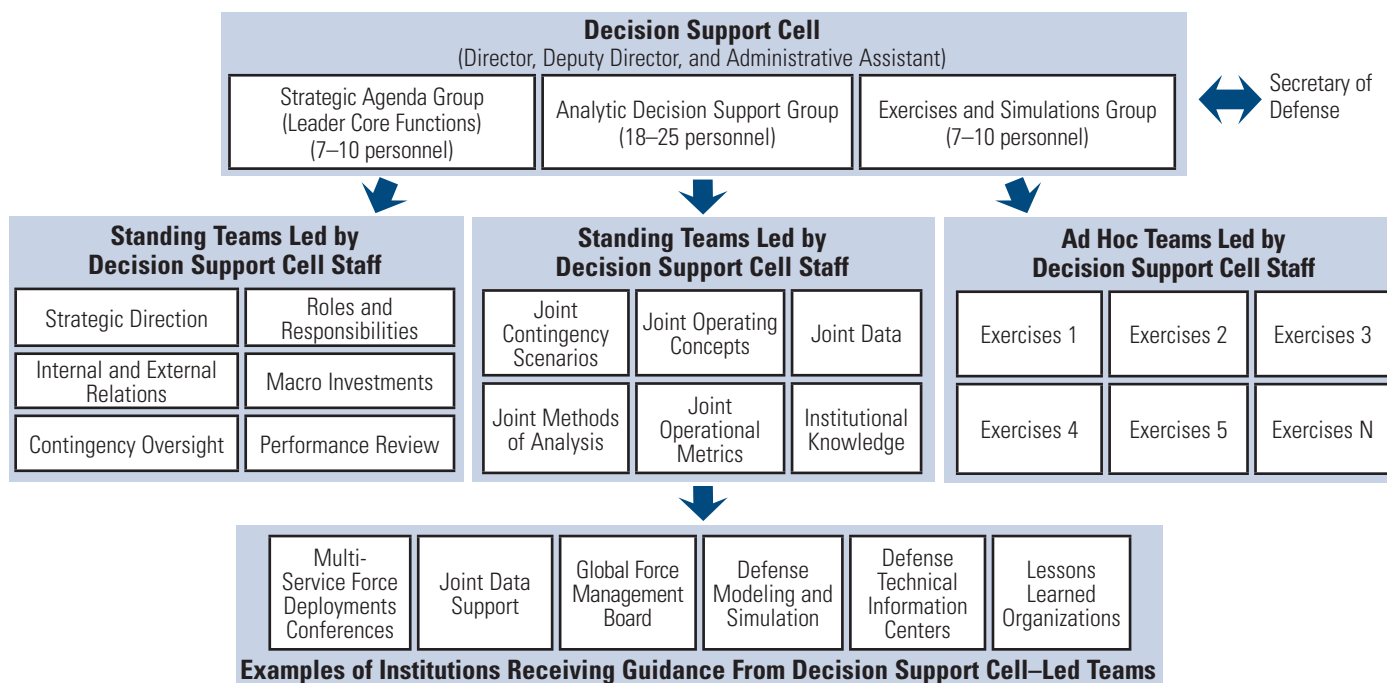 Decision Support Cell
(Director, Deputy Director, and Administrative Assistant)
Strategic Agenda Group
(Leader Core Functions)
(7–10 personnel)
Analytic Decision Support Group
(18–25 personnel)
Exercises and Simulations Group
(7–10 personnel)
Secretary of
Defense
Standing Teams Led by
Decision Support Cell Staff
Strategic Direction
Roles and
Responsibilities
Internal and External
Relations
Macro Investments
Contingency Oversight
Performance Review
Standing Teams Led by
Decision Support Cell Staff
Joint
Contingency
Scenarios
Joint Operating
Concepts
Joint Data
Joint Methods
of Analysis
Joint
Operational
Metrics
Institutional
Knowledge
Ad Hoc Teams Led by
Decision Support Cell Staff
Exercises 1
Exercises 2
Exercises 3
Exercises 4
Exercises 5
Exercises N
Multi-
Service Force
Deployments
Conferences
Joint Data
Support
Global Force
Management
Board
Defense
Modeling and
Simulation
Defense
Technical
Information
Centers
Lessons
Learned
Organizations
Examples of Institutions Receiving Guidance From Decision Support Cell–Led Teams